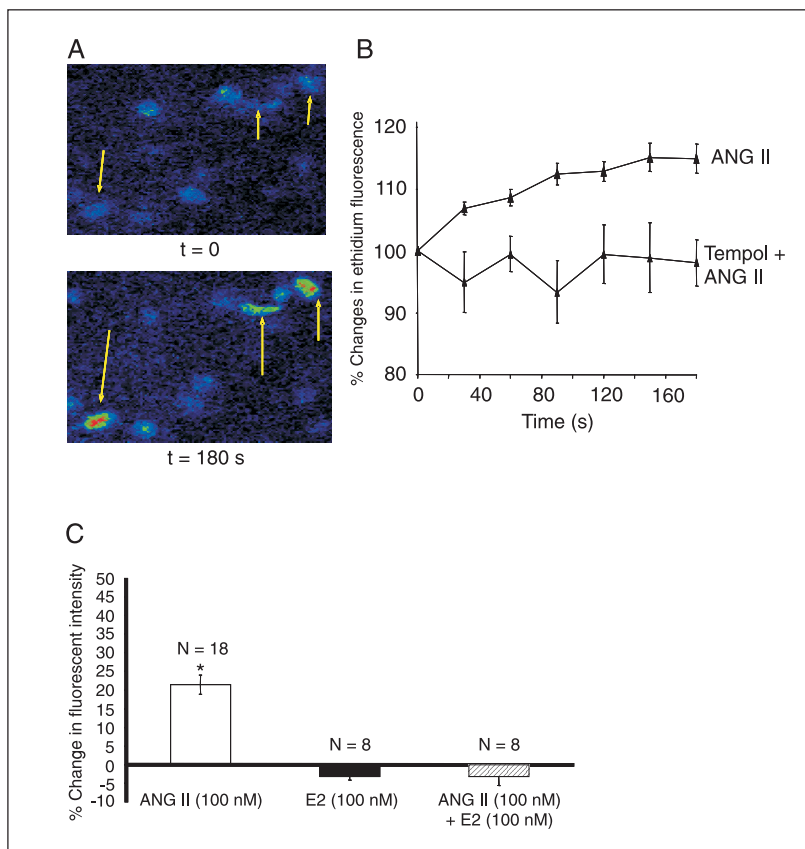 A
t = 0
t = 180 s
B
% Changes in ethidium fluorescence
120
110
100
90
80
0
40
80
120
160
Time (s)
ANG II
Tempol +
ANG II
C
% Change in fluorescent intensity
50
45
40
35
30
25
20
15
10
5
0
-5
-10
N = 18
*
N = 8
N = 8
ANG II (100 nM)
E2 (100 nM)
ANG II (100 nM)
+ E2 (100 nM)